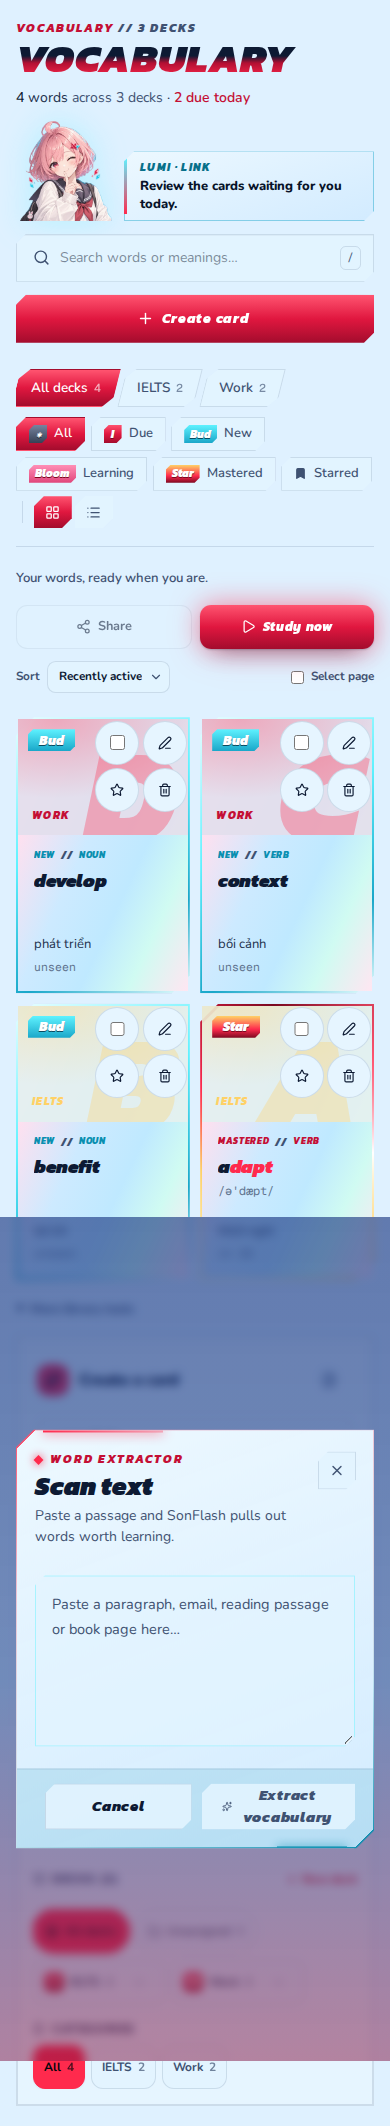 VOCABULARY // 3 DECKS
VOCABULARY
4 words across 3 decks · 2 due today
LUMI · LINK
Review the cards waiting for you
today.
Search words or meanings… /
+ Create card
All decks 4 IELTS 2 Work 2
All ! Due Bud New
Bloom Learning Star Mastered Starred
Your words, ready when you are.
Share Study now
Sort Recently active Select page
Bud Bud
WORK WORK
NEW // NOUN NEW // VERB
develop context
phát triển bối cảnh
unseen unseen
Bud Star
IELTS IELTS
NEW // NOUN MASTERED // VERB
benefit adapt
/ə'dæpt/
Create a card
WORD EXTRACTOR
Scan text
Paste a passage and SonFlash pulls out
words worth learning.
Paste a paragraph, email, reading passage
or book page here…
Cancel Extract
vocabulary
All 4 IELTS 2 Work 2